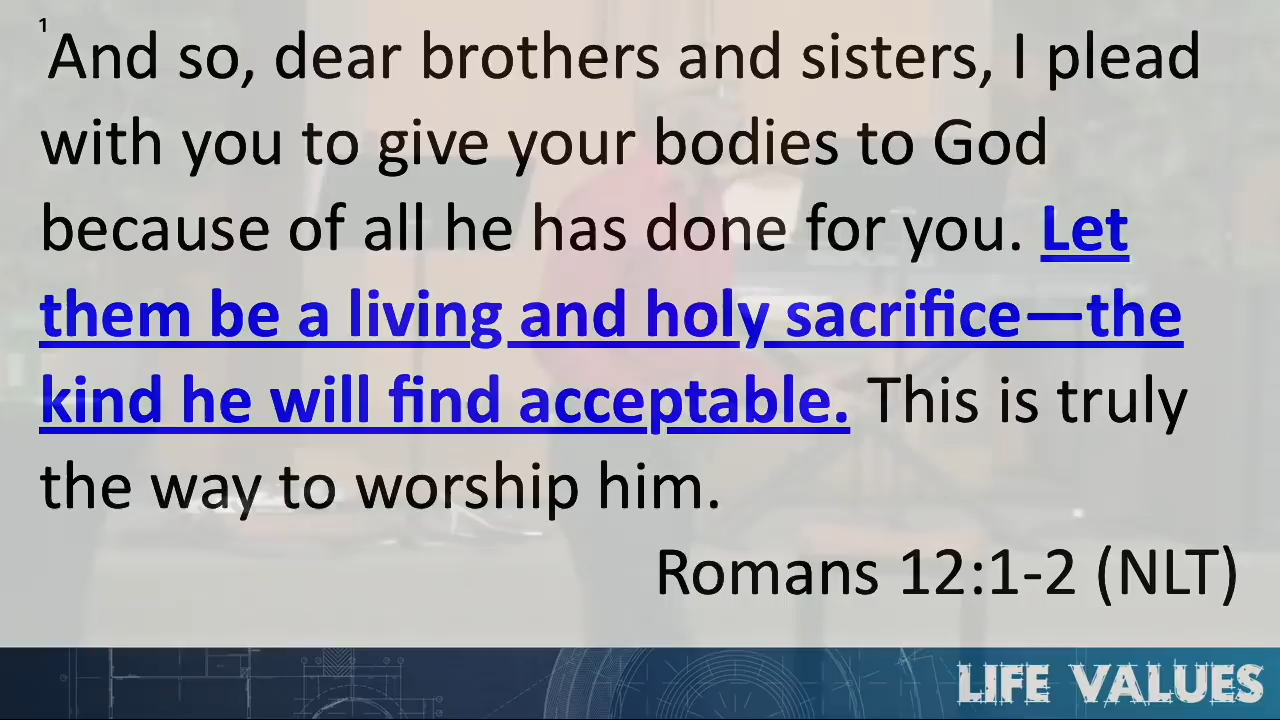 ¹And so, dear brothers and sisters, I plead
with you to give your bodies to God
because of all he has done for you. Let
them be a living and holy sacrifice—the
kind he will find acceptable. This is truly
the way to worship him.
Romans 12:1-2 (NLT)
LIFE VALUES